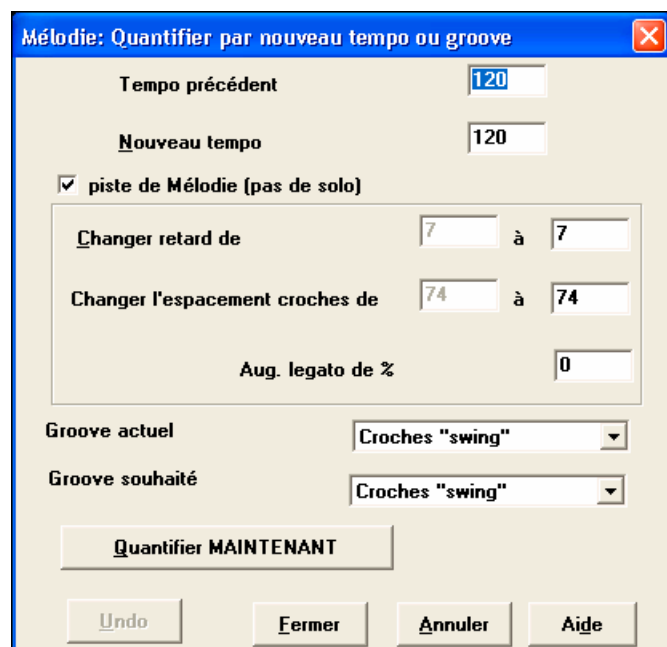 Mélodie: Quantifier par nouveau tempo ou groove
Tempo précédent 120
Nouveau tempo 120
piste de Mélodie (pas de solo)
Changer retard de 7 à 7
Changer l'espacement croches de 74 à 74
Aug. legato de % 0
Groove actuel Croches "swing"
Groove souhaité Croches "swing"
Quantifier MAINTENANT
Undo Fermer Annuler Aide